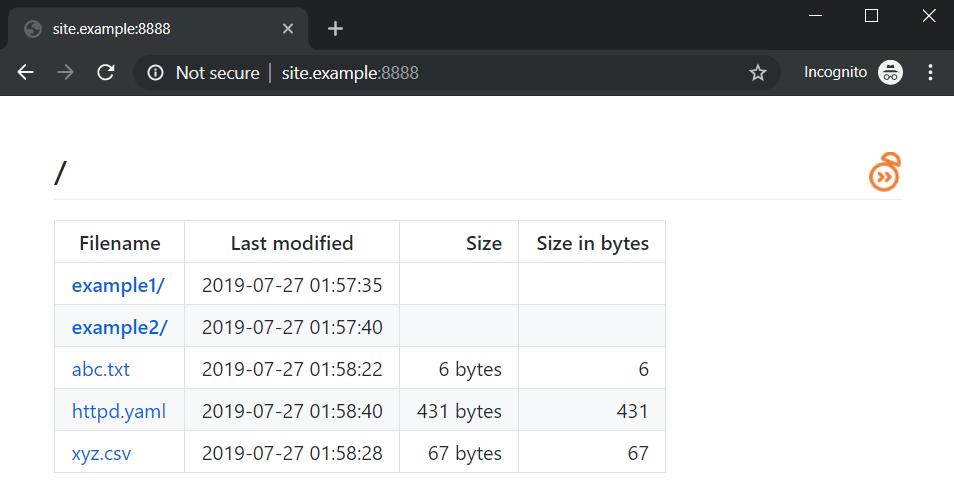 site.example:8888
Not secure | site.example:8888 Incognito
/
Filename Last modified Size Size in bytes
example1/ 2019-07-27 01:57:35
example2/ 2019-07-27 01:57:40
abc.txt 2019-07-27 01:58:22 6 bytes 6
httpd.yaml 2019-07-27 01:58:40 431 bytes 431
xyz.csv 2019-07-27 01:58:28 67 bytes 67